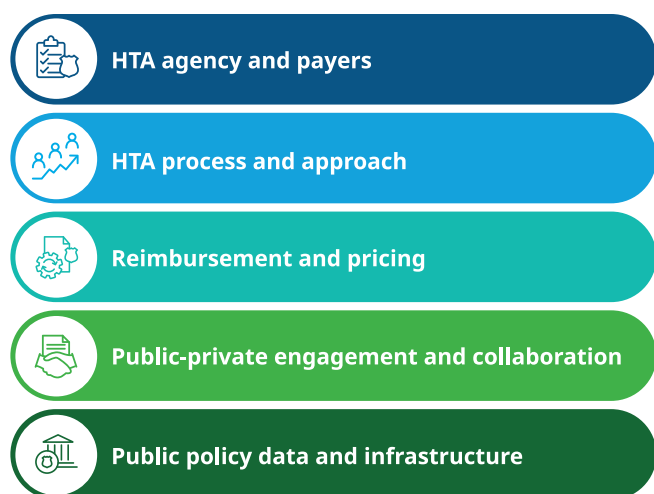 HTA agency and payers
HTA process and approach
Reimbursement and pricing
Public-private engagement and collaboration
Public policy data and infrastructure